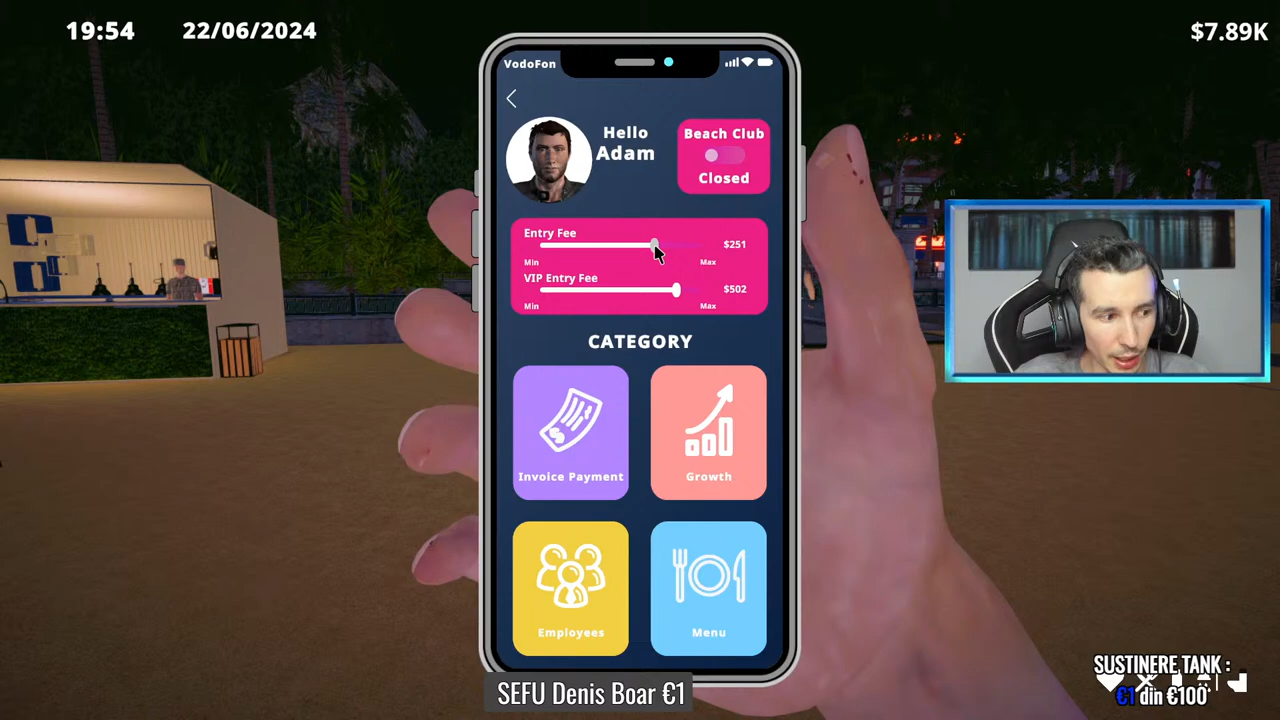 19:54
22/06/2024
$7.89K
VodoFon
Hello
Adam
Beach Club
Closed
Entry Fee
$251
Min
Max
VIP Entry Fee
$502
Min
Max
CATEGORY
Invoice Payment
Growth
Employees
Menu
SEFU Denis Boar €1
SUSTINERE TANK :
€1 din €100